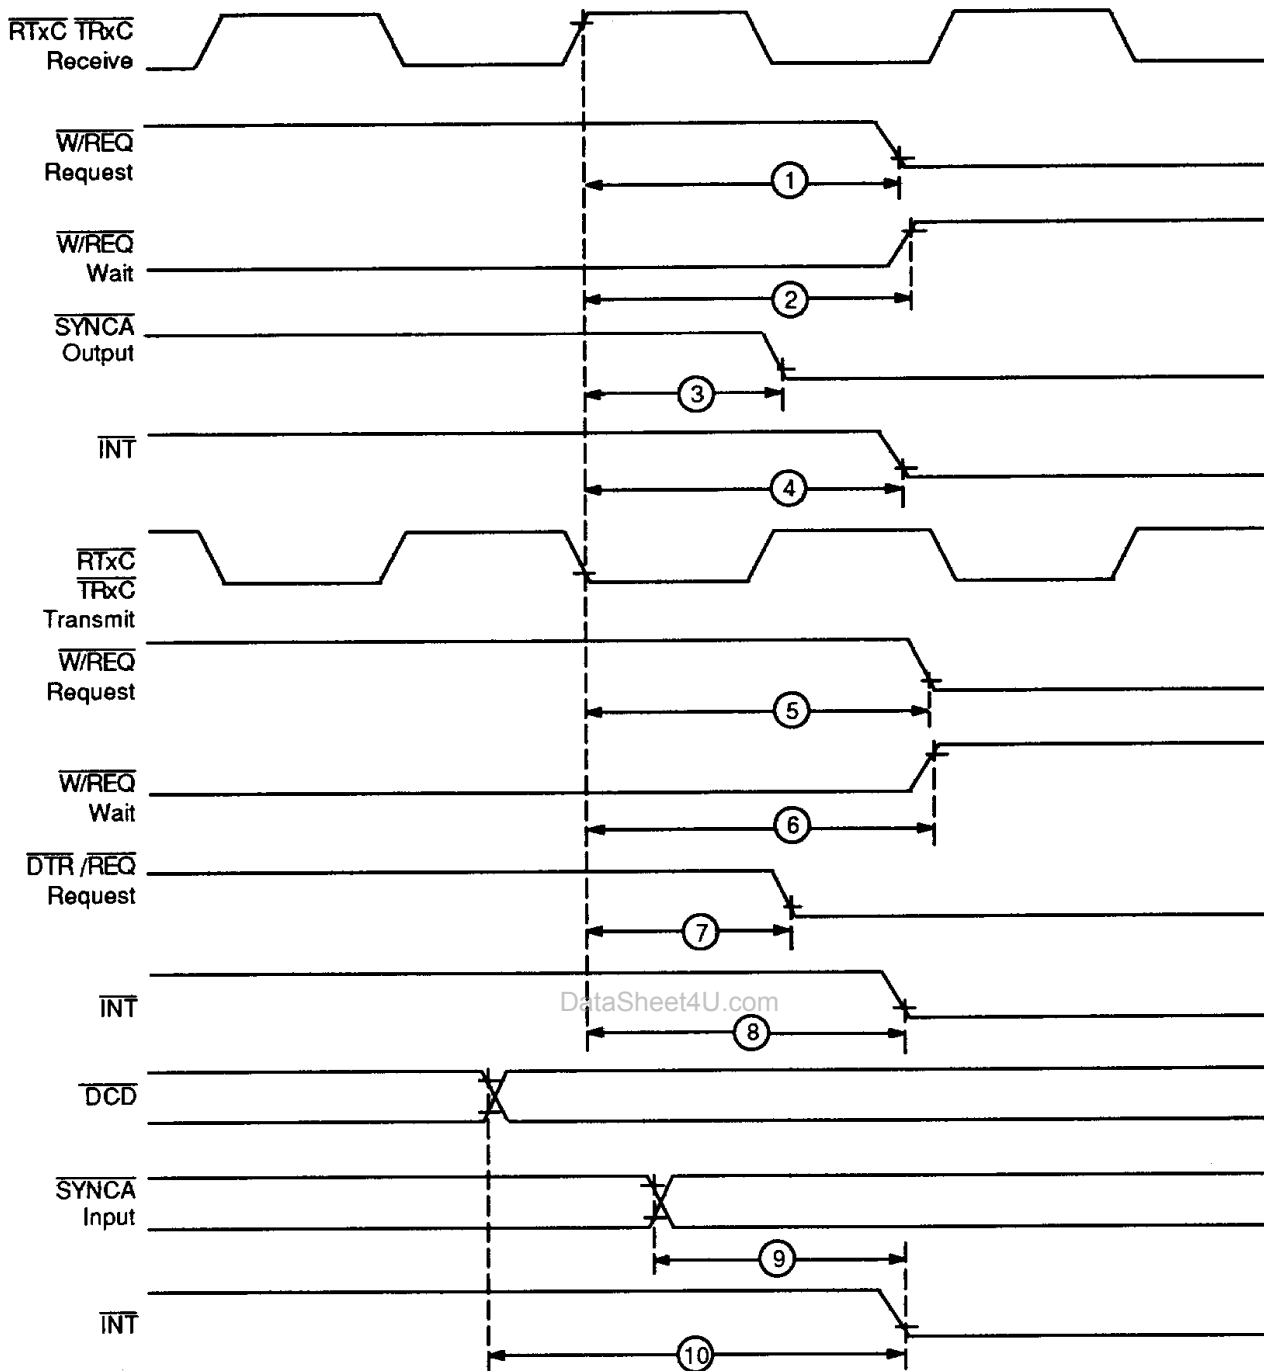 RTxC TRxC
Receive
W/REQ
Request
1
W/REQ
Wait
2
SYNCA
Output
3
INT
4
RTxC
TRxC
Transmit
W/REQ
Request
5
W/REQ
Wait
6
DTR /REQ
Request
7
INT
DataSheet4U.com
8
DCD
SYNCA
Input
9
INT
10